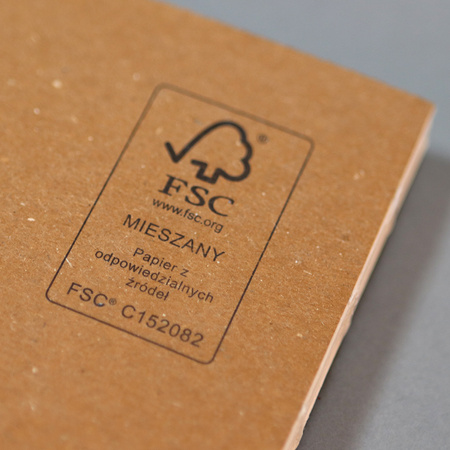 ®
FSC
www.fsc.org
MIESZANY
Papier z
odpowiedzialnych
źródeł
FSC® C152082